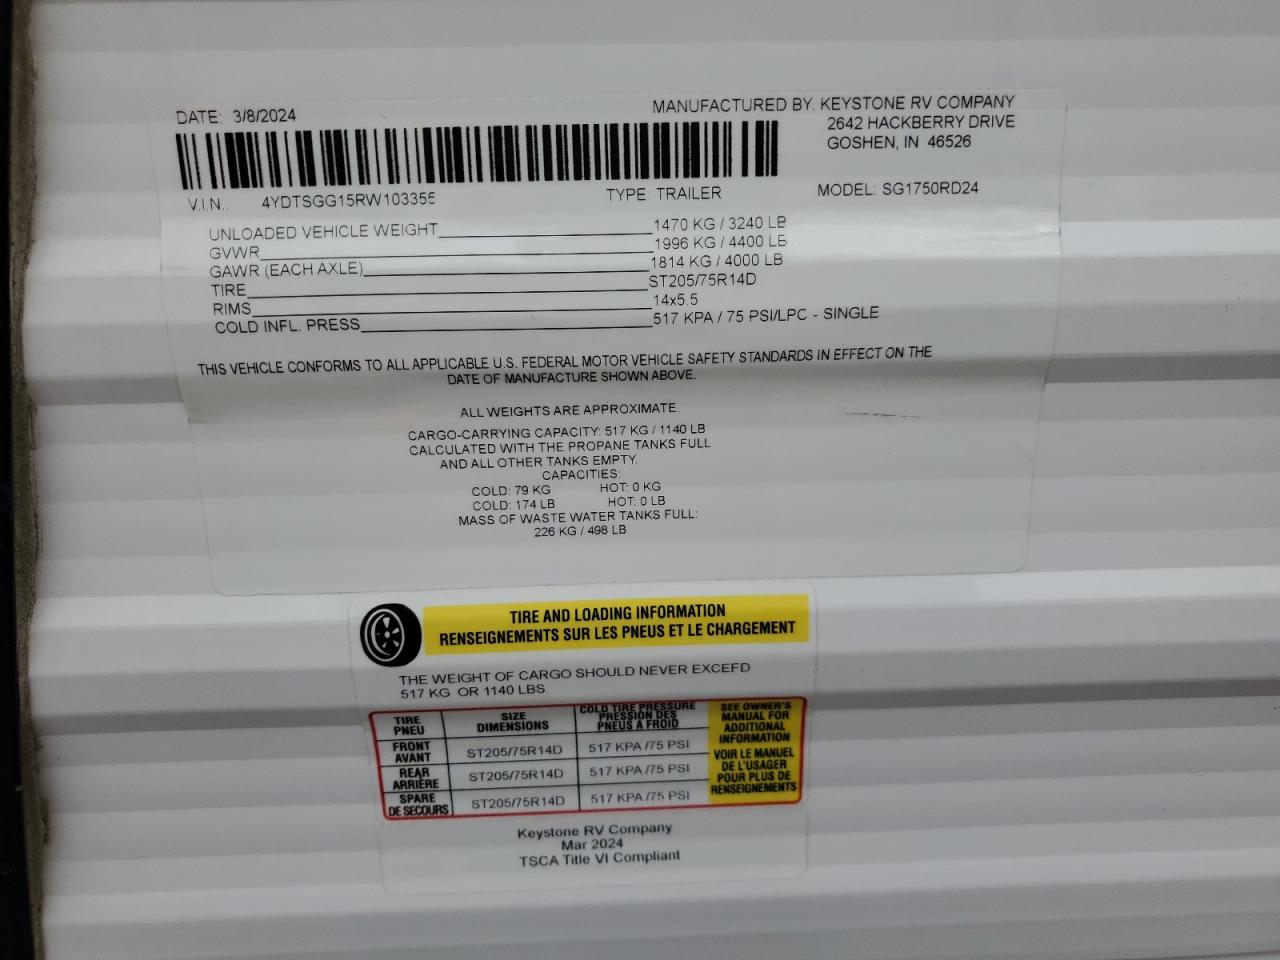 DATE: 3/8/2024
MANUFACTURED BY: KEYSTONE RV COMPANY
2642 HACKBERRY DRIVE
GOSHEN, IN 46526
V.I.N.: 4YDTSGG15RW103355 TYPE: TRAILER MODEL: SG1750RD24
UNLOADED VEHICLE WEIGHT 1470 KG / 3240 LB
GVWR 1996 KG / 4400 LB
GAWR (EACH AXLE) 1814 KG / 4000 LB
TIRE ST205/75R14D
RIMS 14x5.5
COLD INFL. PRESS 517 KPA / 75 PSI/LPC - SINGLE
THIS VEHICLE CONFORMS TO ALL APPLICABLE U.S. FEDERAL MOTOR VEHICLE SAFETY STANDARDS IN EFFECT ON THE
DATE OF MANUFACTURE SHOWN ABOVE.
ALL WEIGHTS ARE APPROXIMATE.
CARGO-CARRYING CAPACITY: 517 KG / 1140 LB
CALCULATED WITH THE PROPANE TANKS FULL
AND ALL OTHER TANKS EMPTY.
CAPACITIES:
COLD: 79 KG HOT: 0 KG
COLD: 174 LB HOT: 0 LB
MASS OF WASTE WATER TANKS FULL:
226 KG / 498 LB
TIRE AND LOADING INFORMATION
RENSEIGNEMENTS SUR LES PNEUS ET LE CHARGEMENT
THE WEIGHT OF CARGO SHOULD NEVER EXCEED
517 KG OR 1140 LBS.
TIRE
PNEU
SIZE
DIMENSIONS
COLD TIRE PRESSURE
PRESSION DES
PNEUS A FROID
FRONT
AVANT
ST205/75R14D
517 KPA /75 PSI
REAR
ARRIÈRE
ST205/75R14D
517 KPA /75 PSI
SPARE
DE SECOURS
ST205/75R14D
517 KPA /75 PSI
SEE OWNER'S
MANUAL FOR
ADDITIONAL
INFORMATION
VOIR LE MANUEL
DE L'USAGER
POUR PLUS DE
RENSEIGNEMENTS
Keystone RV Company
Mar 2024
TSCA Title VI Compliant